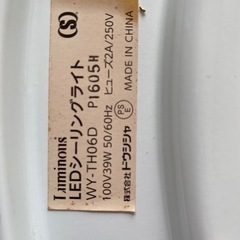 Luminous
LEDシーリングライト
WY-TH06D P1605H
100V39W 50/60Hz ヒューズ2A/250V
株式会社ドウシシャ MADE IN CHINA
(S)
PS
E